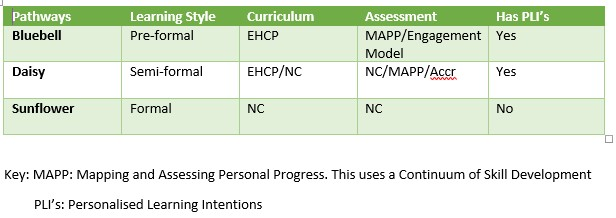 Pathways Learning Style Curriculum Assessment Has PLI's
Bluebell Pre-formal EHCP MAPP/Engagement Yes
Model
Daisy Semi-formal EHCP/NC NC/MAPP/Accr Yes
Sunflower Formal NC NC No
Key: MAPP: Mapping and Assessing Personal Progress. This uses a Continuum of Skill Development
PLI's: Personalised Learning Intentions